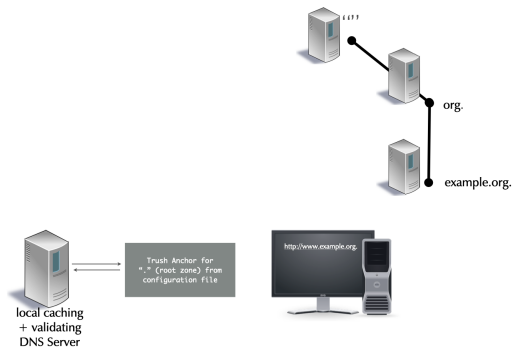 “”
org.
example.org.
Trush Anchor for
"." (root zone) from
configuration file
http://www.example.org.
local caching
+ validating
DNS Server